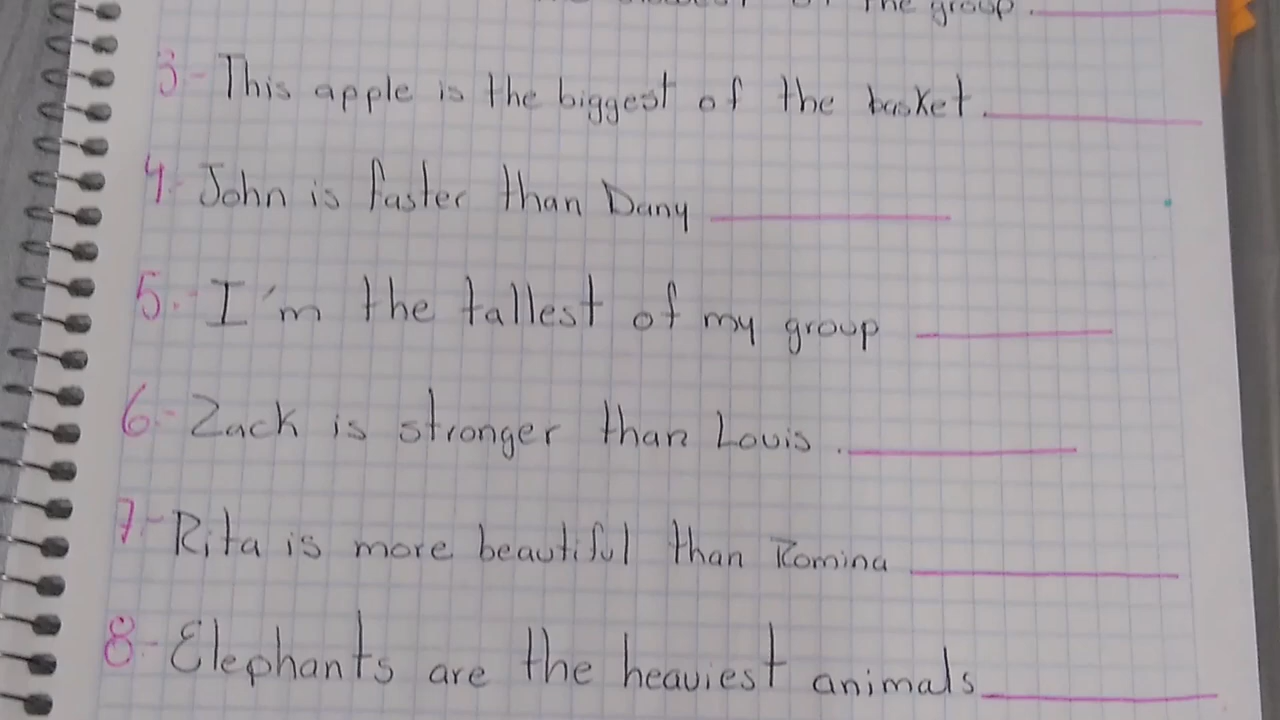 the group.
3.- This apple is the biggest of the basket.
4.- John is faster than Dany
5.- I'm the tallest of my group
6.- Zack is stronger than Louis.
7.- Rita is more beautiful than Romina
8.- Elephants are the heaviest animals